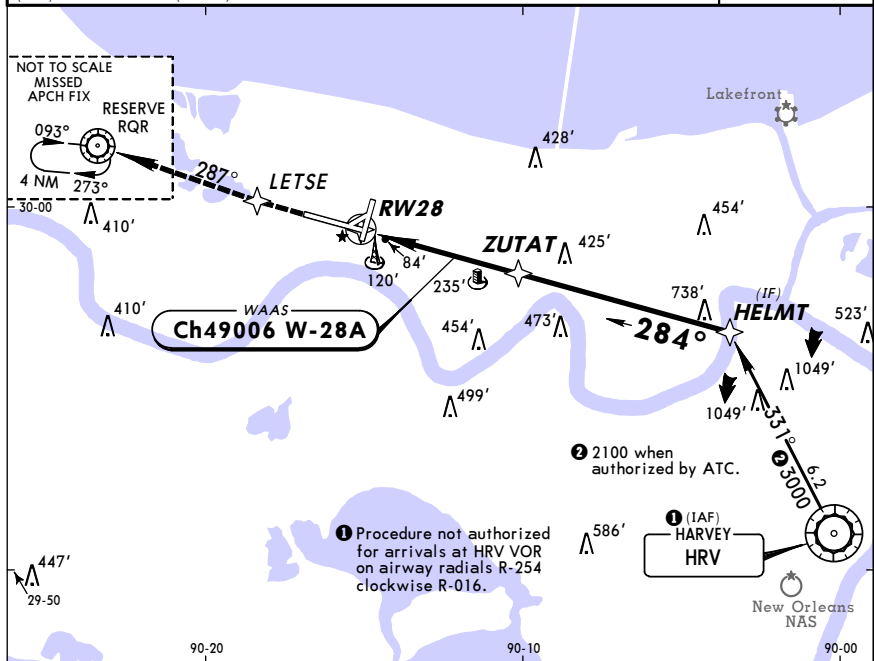 NOT TO SCALE
MISSED
APCH FIX
RESERVE
RQR
093°
4 NM 273°
287°
LETSE
RW28
Lakefront
428'
30-00
410'
84'
120'
ZUTAT
425'
454'
235'
WAAS
Ch49006 W-28A
410'
454'
473'
738'
(IF)
HELMT
523'
284°
499'
1049'
1049'
331°
6.2
❷ 3000
❷ 2100 when
authorized by ATC.
❶ Procedure not authorized
for arrivals at HRV VOR
on airway radials R-254
clockwise R-016.
586'
❶ (IAF)
HARVEY
HRV
447'
29-50
New Orleans
NAS
90-20
90-10
90-00